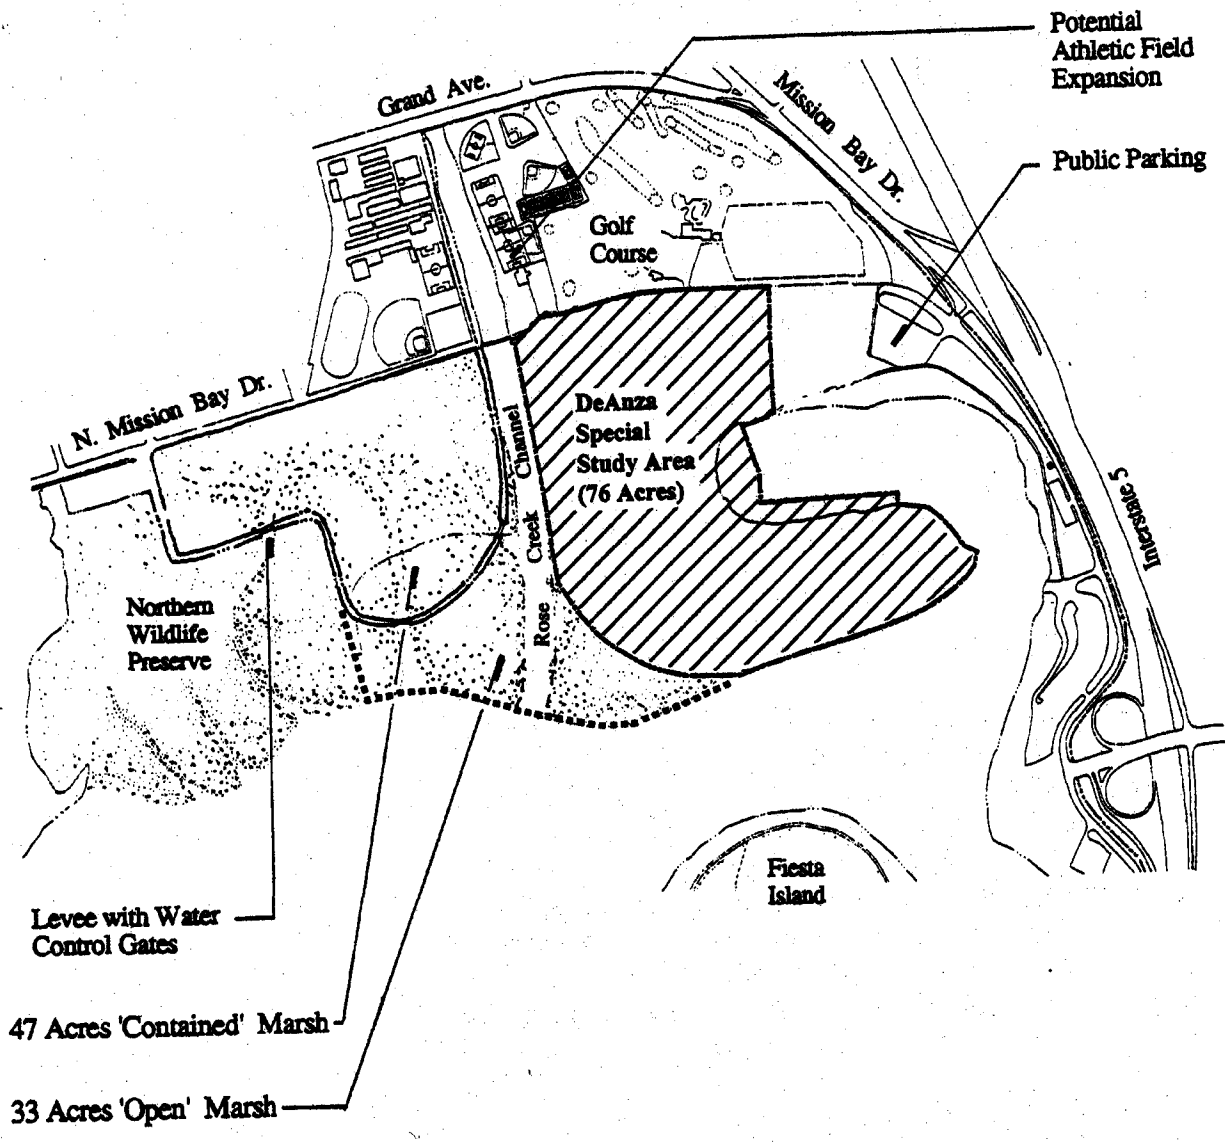 Potential
Athletic Field
Expansion
Grand Ave.
Mission Bay Dr.
Public Parking
Golf
Course
N. Mission Bay Dr.
DeAnza
Special
Study Area
(76 Acres)
Rose Creek Channel
Interstate 5
Northern
Wildlife
Preserve
Fiesta
Island
Levee with Water
Control Gates
47 Acres 'Contained' Marsh
33 Acres 'Open' Marsh